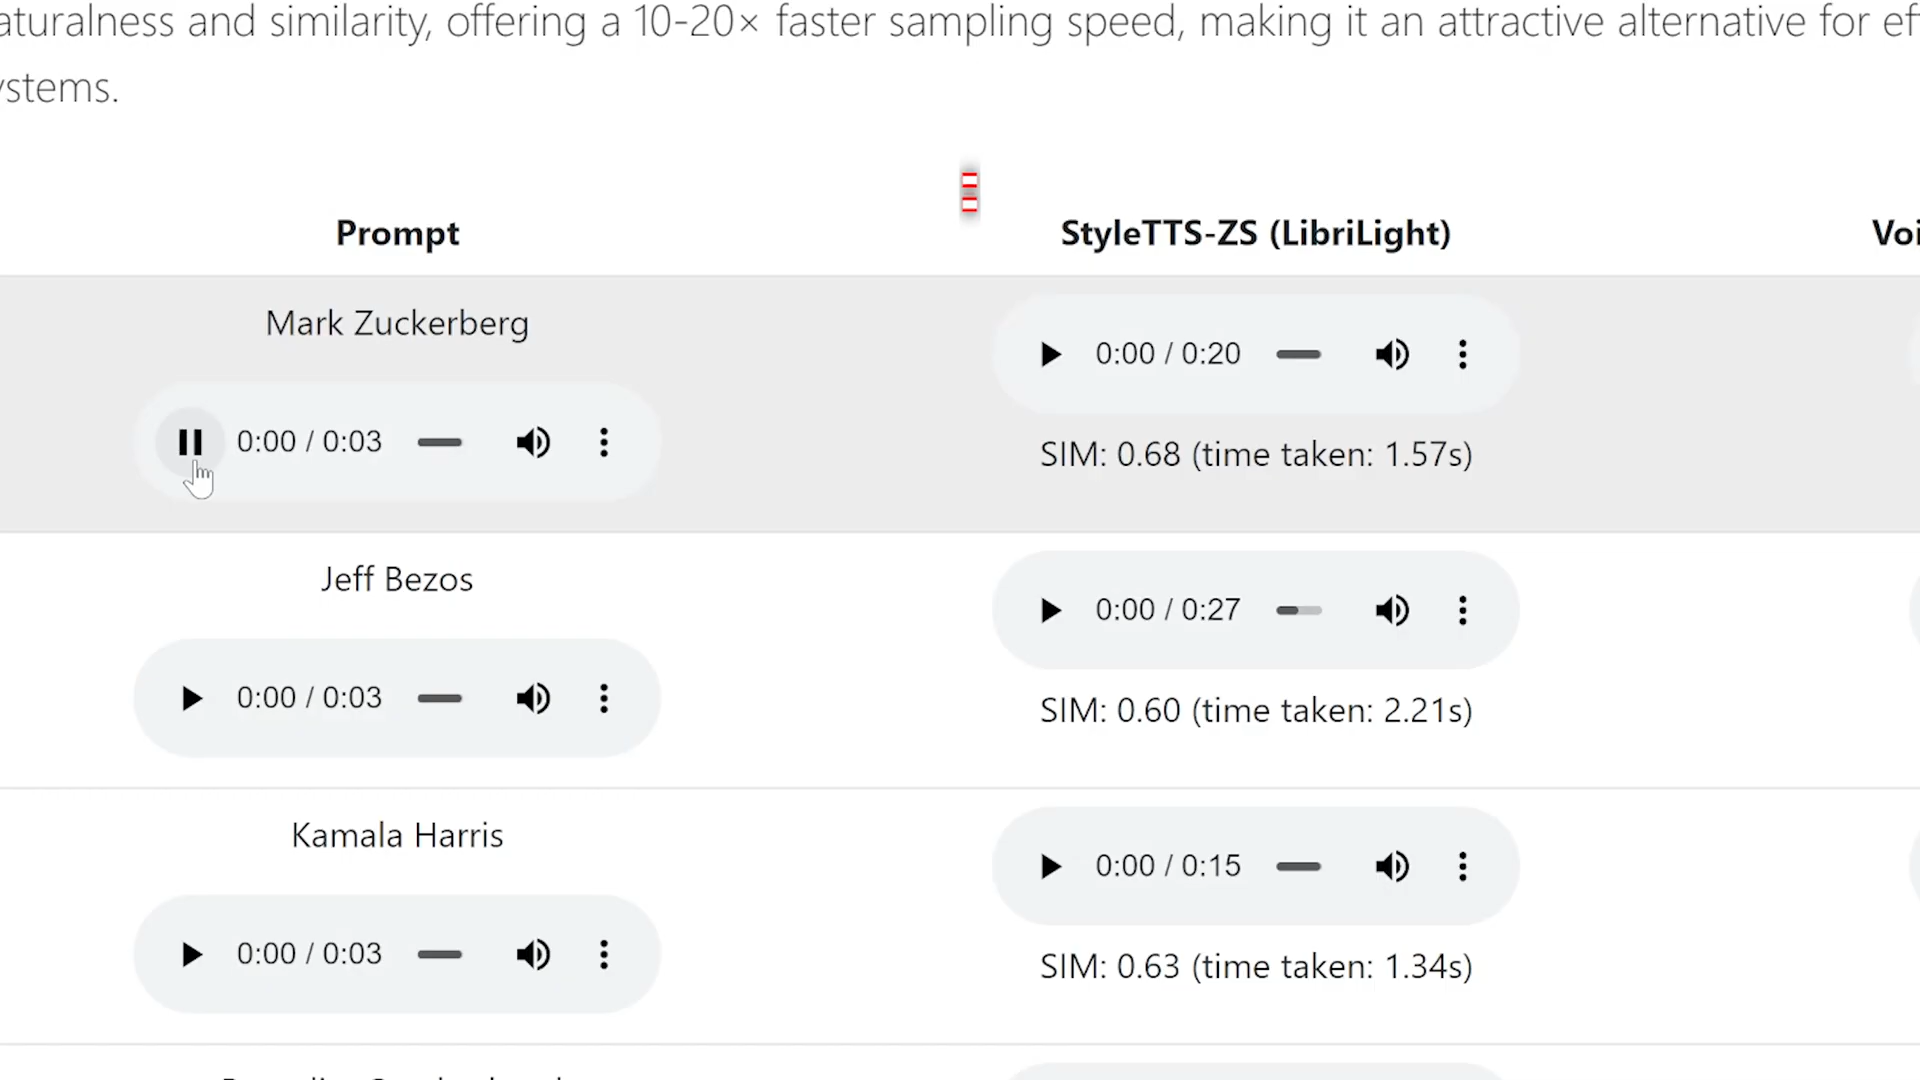 aturalness and similarity, offering a 10-20× faster sampling speed, making it an attractive alternative for ef
ystems.
Prompt StyleTTS-ZS (LibriLight) Voi
Mark Zuckerberg
0:00 / 0:20
0:00 / 0:03
SIM: 0.68 (time taken: 1.57s)
Jeff Bezos
0:00 / 0:27
0:00 / 0:03
SIM: 0.60 (time taken: 2.21s)
Kamala Harris
0:00 / 0:15
0:00 / 0:03
SIM: 0.63 (time taken: 1.34s)